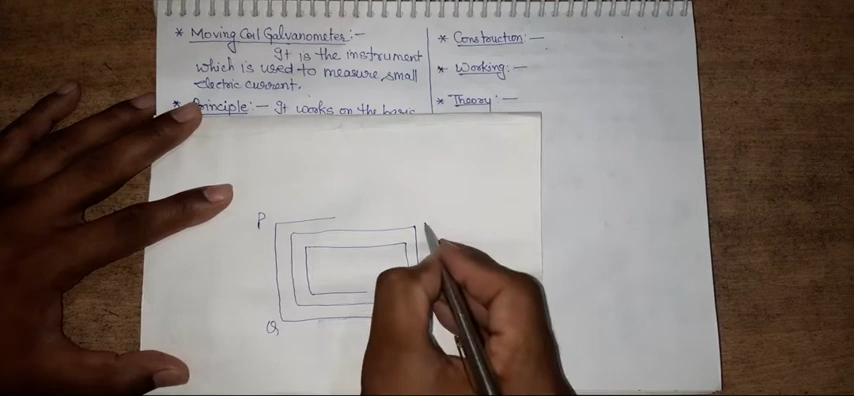 * Moving Coil Galvanometer:-
It is the instrument
which is used to measure small
electric current.
* Principle:- It works on the basic
* Construction:-
* Working:-
* Theory:-
P
Q